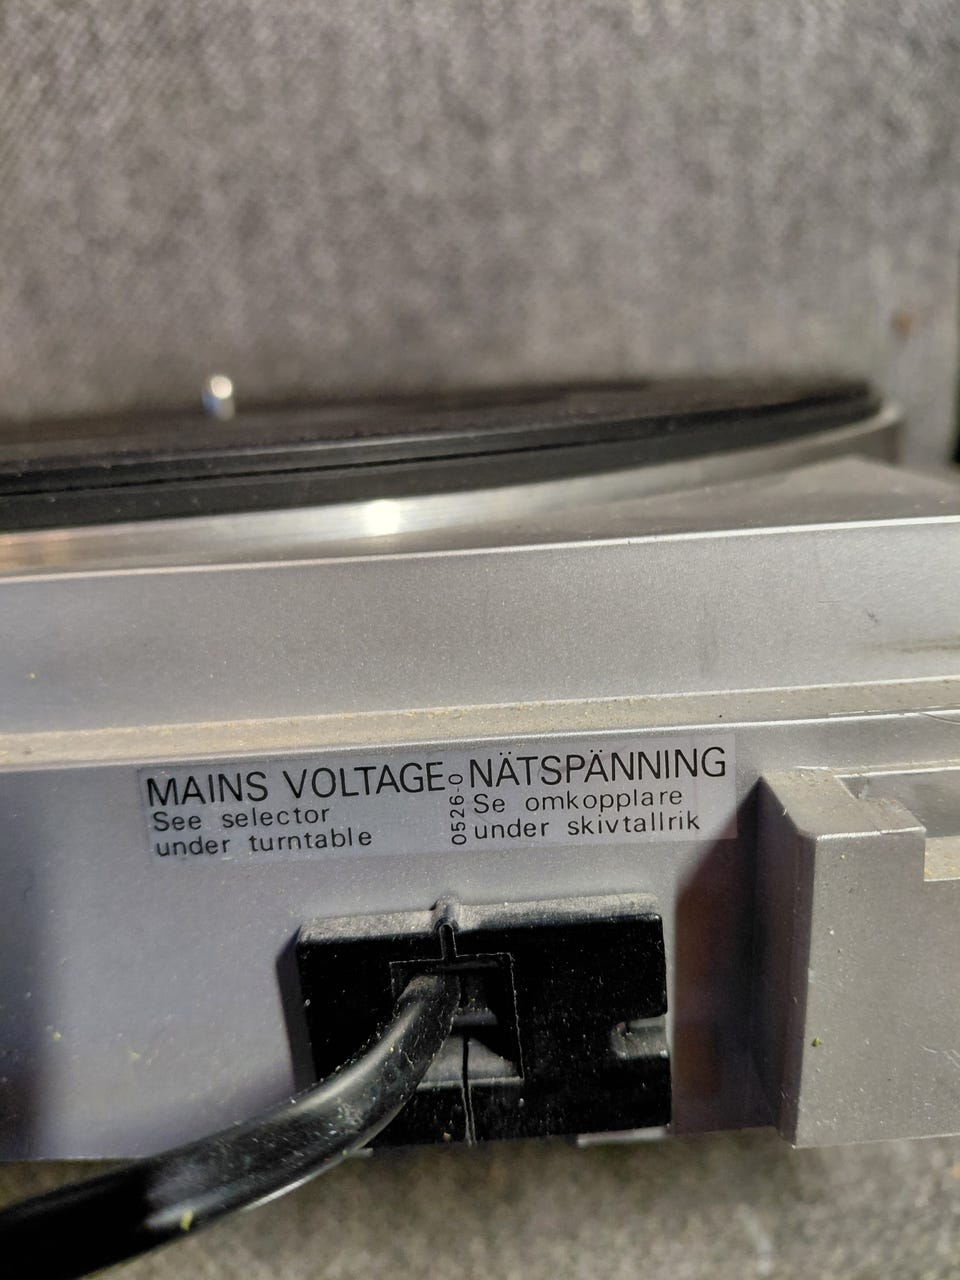 MAINS VOLTAGE
See selector
under turntable
0526-0
NÄTSPÄNNING
Se omkopplare
under skivtallrik